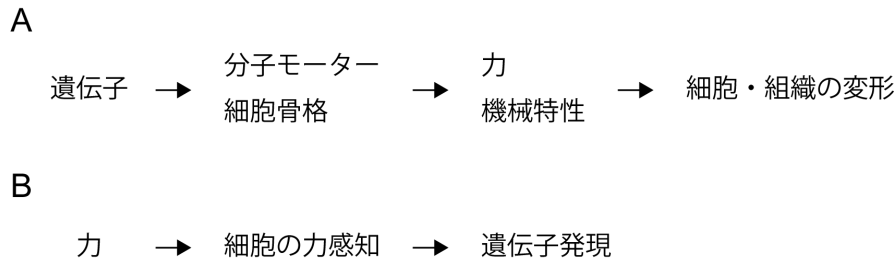 A
遺伝子 → 分子モーター 細胞骨格 → 力 機械特性 → 細胞・組織の変形
B
力 → 細胞の力感知 → 遺伝子発現